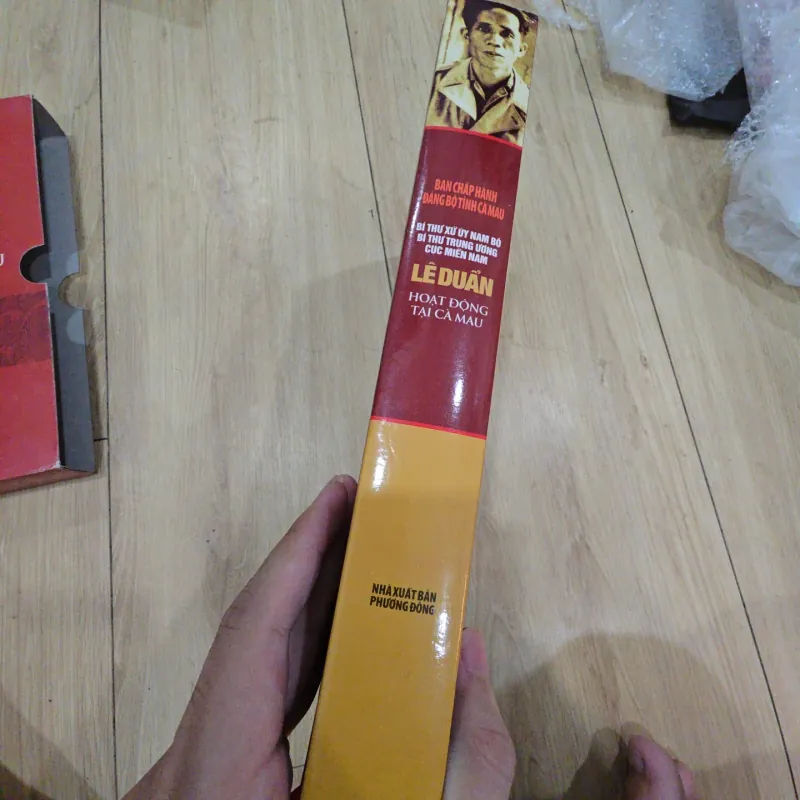 BAN CHẤP HÀNH
ĐẢNG BỘ TỈNH CÀ MAU
BÍ THƯ XỨ ỦY NAM BỘ
BÍ THƯ TRUNG ƯƠNG
CỤC MIỀN NAM
LÊ DUẨN
HOẠT ĐỘNG
TẠI CÀ MAU
NHÀ XUẤT BẢN
PHƯƠNG ĐÔNG